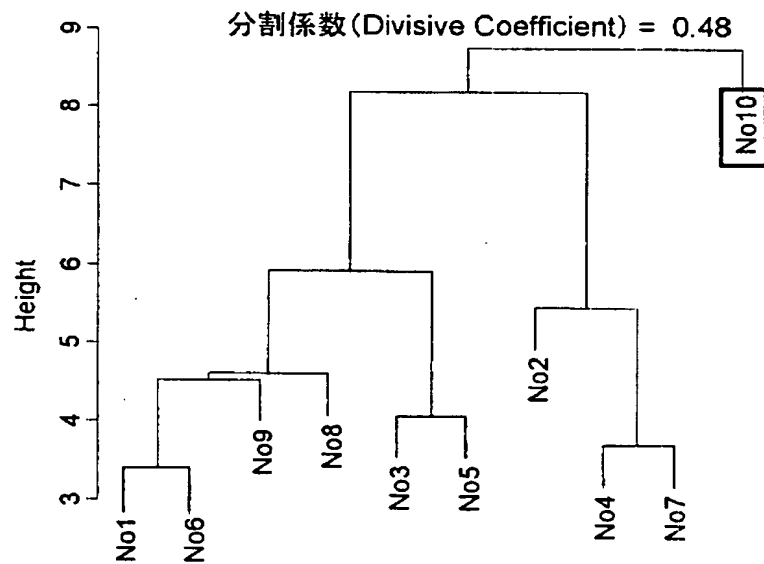 分割係数(Divisive Coefficient) = 0.48
Height
9
8
7
6
5
4
3
No10
No2
No9
No8
No3
No5
No4
No7
No1
No6